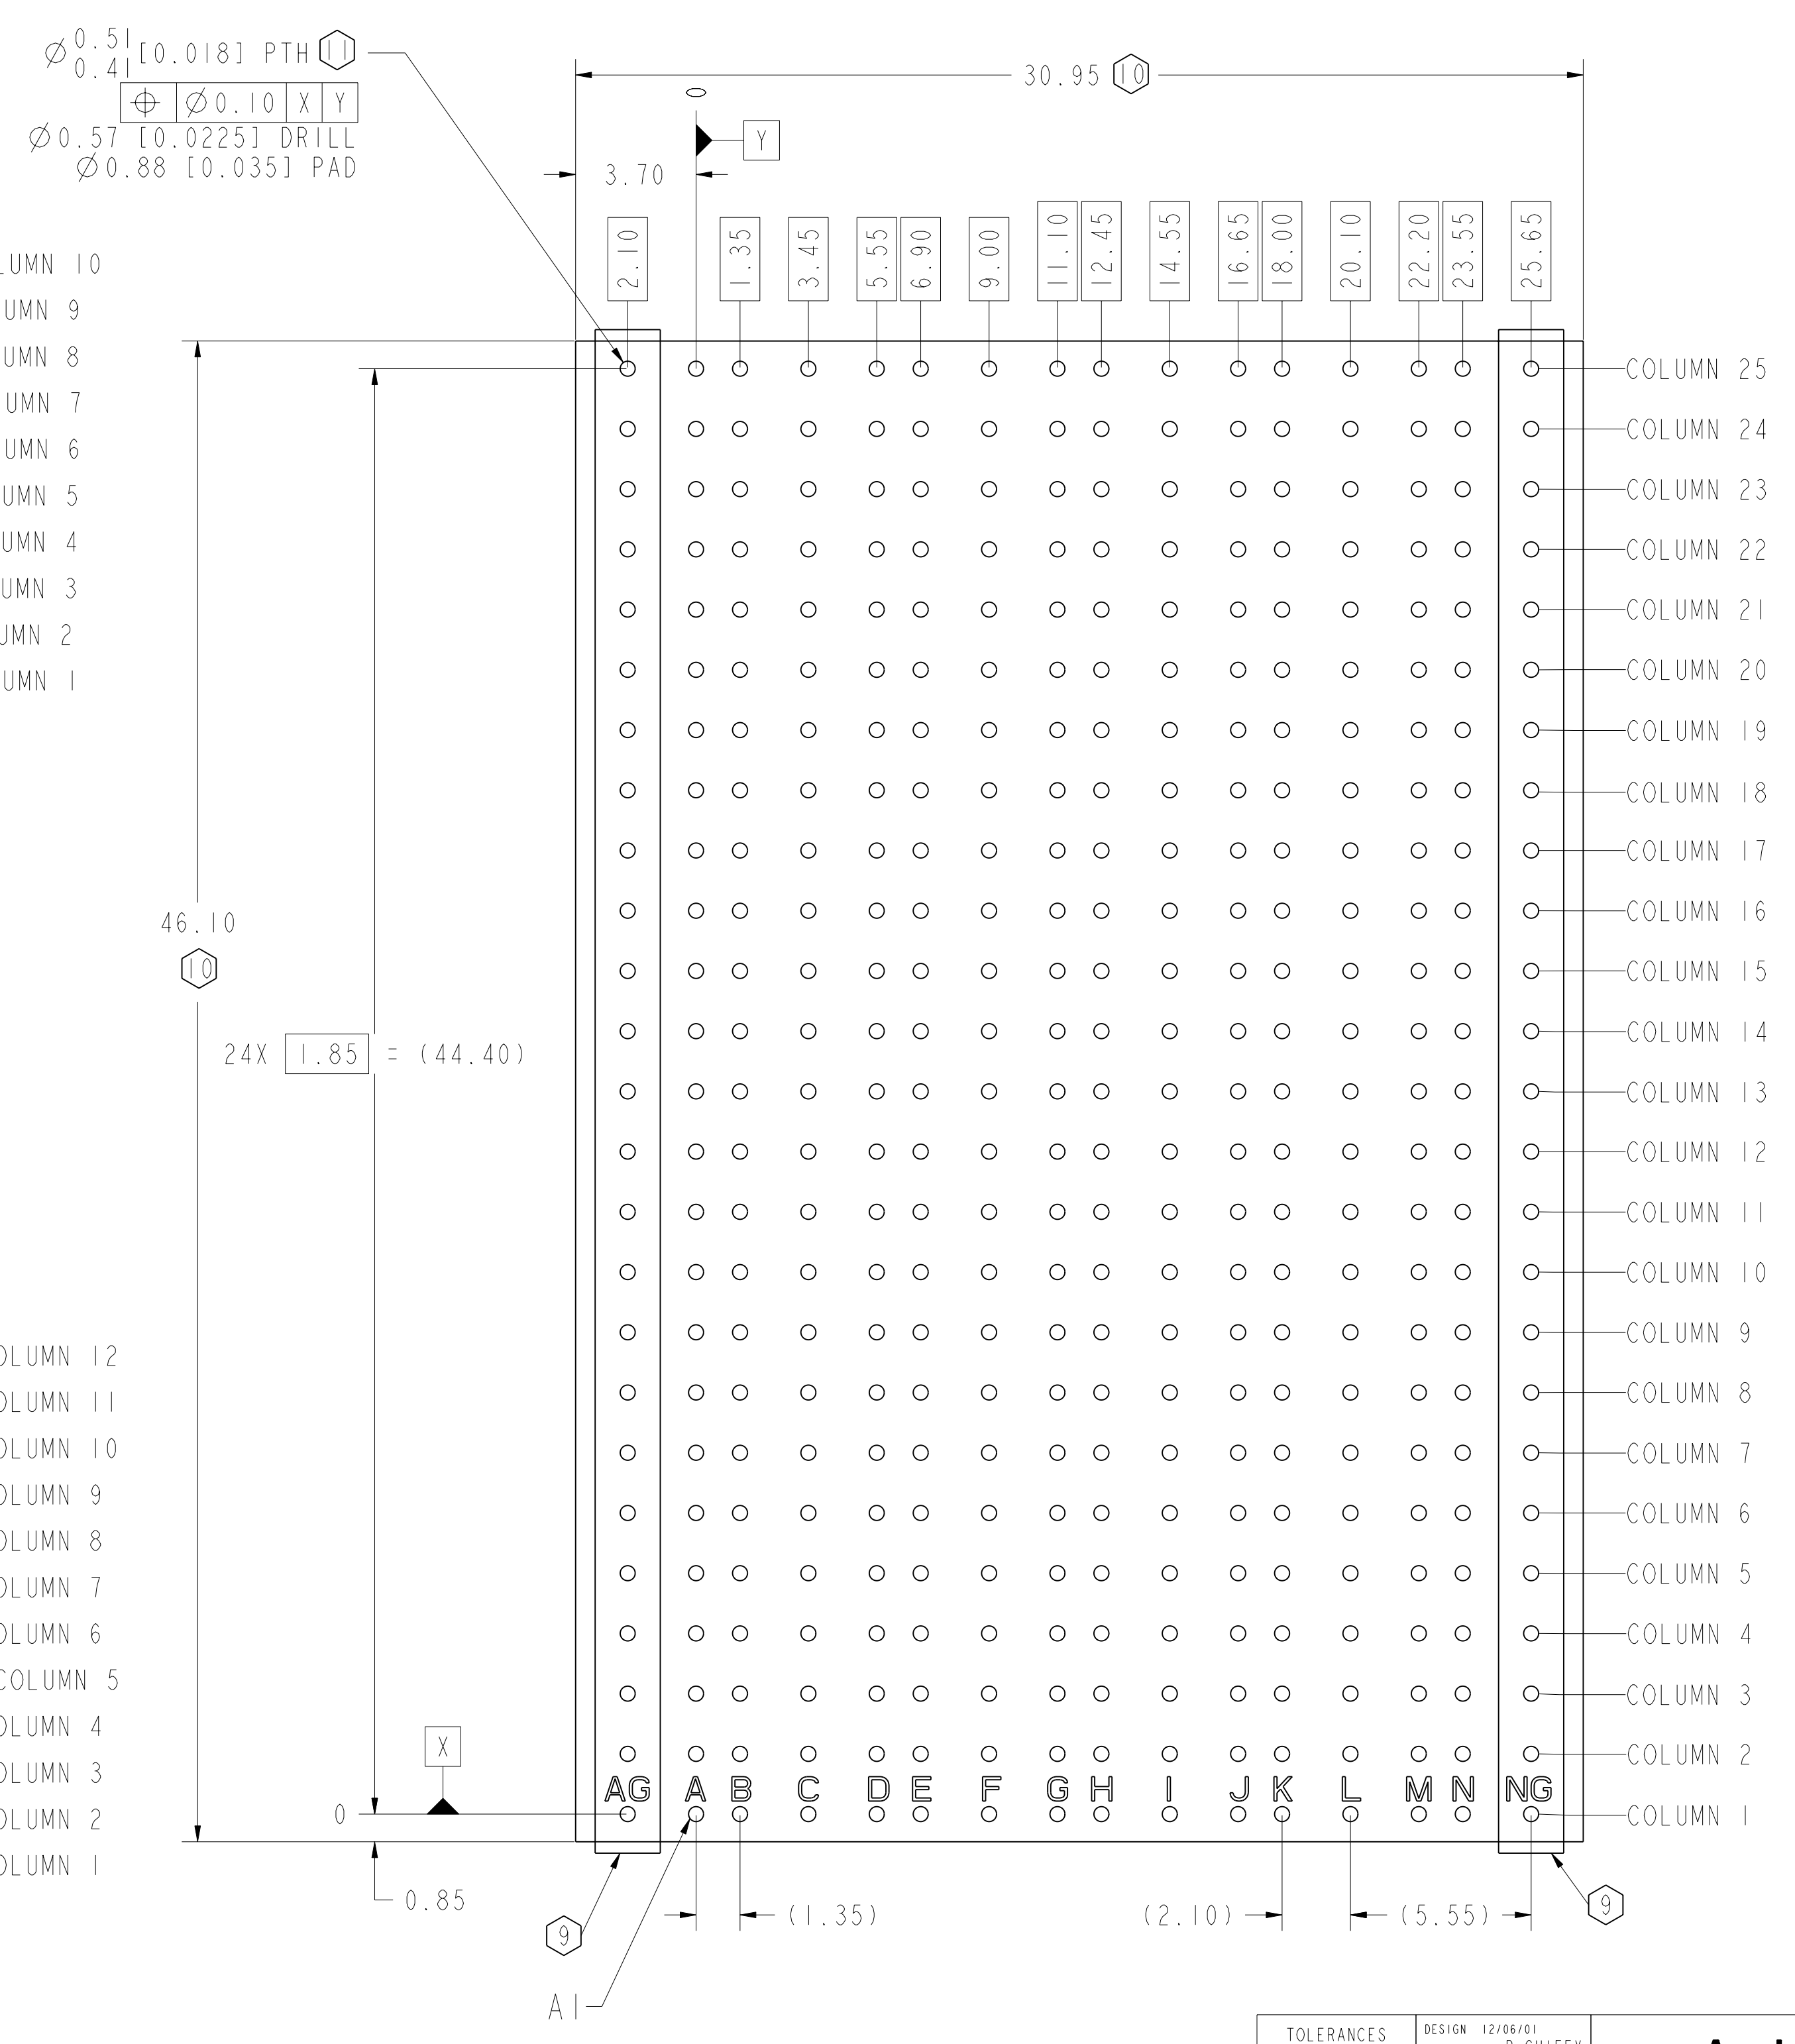 Ø 0.51 [0.018] PTH 11
0.41
⌖ Ø0.10 X Y
Ø0.57 [0.0225] DRILL
Ø0.88 [0.035] PAD
30.95 10
0
Y
3.70
2.10 1.35 3.45 5.55 6.90 9.00 11.10 12.45 14.55 16.65 18.00 20.10 22.20 23.55 25.65
LUMN 10
UMN 9
UMN 8
UMN 7
UMN 6
UMN 5
UMN 4
UMN 3
UMN 2
UMN 1
COLUMN 25
COLUMN 24
COLUMN 23
COLUMN 22
COLUMN 21
COLUMN 20
COLUMN 19
COLUMN 18
COLUMN 17
COLUMN 16
COLUMN 15
COLUMN 14
COLUMN 13
COLUMN 12
COLUMN 11
COLUMN 10
COLUMN 9
COLUMN 8
COLUMN 7
COLUMN 6
COLUMN 5
COLUMN 4
COLUMN 3
COLUMN 2
COLUMN 1
46.10
10
24X 1.85 = (44.40)
OLUMN 12
OLUMN 11
OLUMN 10
OLUMN 9
OLUMN 8
OLUMN 7
OLUMN 6
COLUMN 5
OLUMN 4
OLUMN 3
OLUMN 2
OLUMN 1
X
0
AG A B C D E F G H I J K L M N NG
0.85
(1.35)
(2.10)
(5.55)
9
9
A1
TOLERANCES
DESIGN 12/06/01